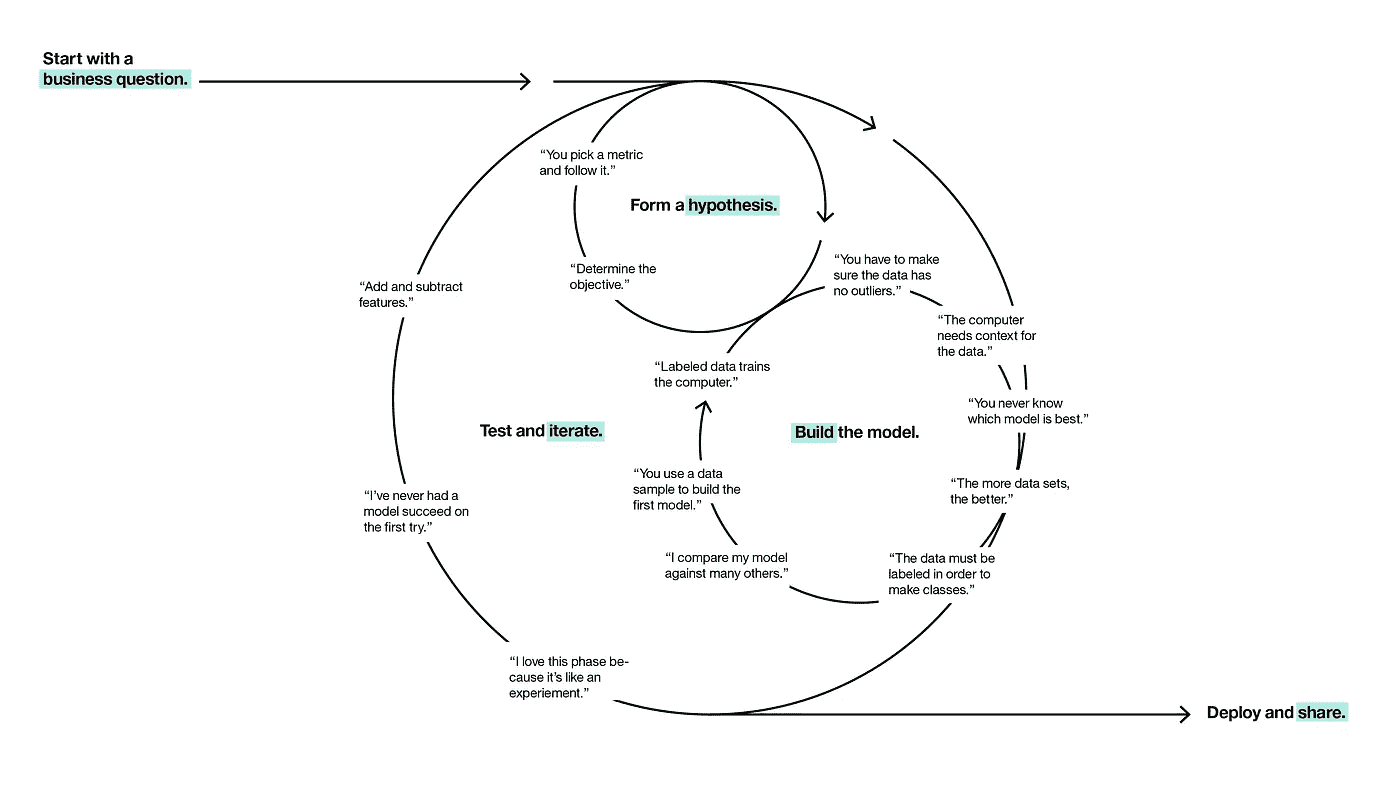 Start with a
business question.
“You pick a metric
and follow it.”
Form a hypothesis.
“Determine the
objective.”
“You have to make
sure the data has
no outliers.”
“Add and subtract
features.”
“The computer
needs context for
the data.”
“Labeled data trains
the computer.”
“You never know
which model is best.”
Test and iterate.
Build the model.
“You use a data
sample to build the
first model.”
“The more data sets,
the better.”
“I’ve never had a
model succeed on
the first try.”
“I compare my model
against many others.”
“The data must be
labeled in order to
make classes.”
“I love this phase be-
cause it’s like an
experiement.”
Deploy and share.